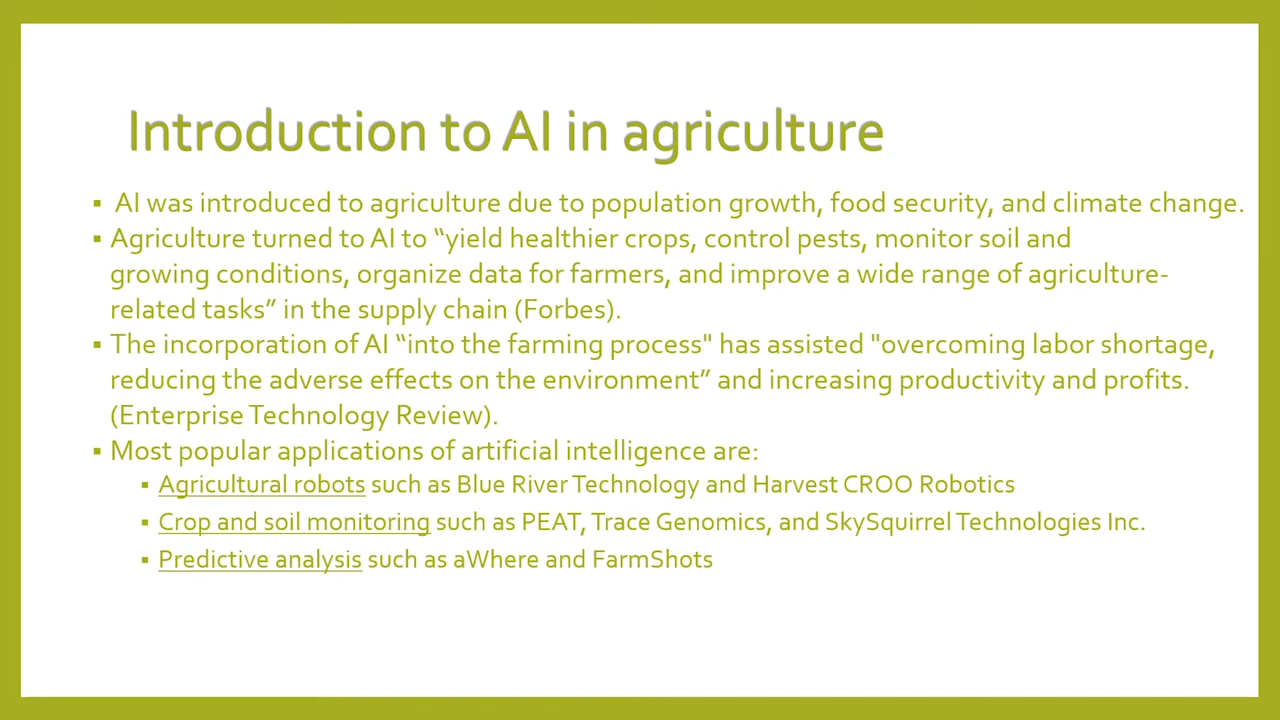 Introduction to AI in agriculture
▪ AI was introduced to agriculture due to population growth, food security, and climate change.
▪ Agriculture turned to AI to “yield healthier crops, control pests, monitor soil and
growing conditions, organize data for farmers, and improve a wide range of agriculture-
related tasks” in the supply chain (Forbes).
▪ The incorporation of AI “into the farming process" has assisted "overcoming labor shortage,
reducing the adverse effects on the environment” and increasing productivity and profits.
(Enterprise Technology Review).
▪ Most popular applications of artificial intelligence are:
▪ Agricultural robots such as Blue River Technology and Harvest CROO Robotics
▪ Crop and soil monitoring such as PEAT, Trace Genomics, and SkySquirrel Technologies Inc.
▪ Predictive analysis such as aWhere and FarmShots